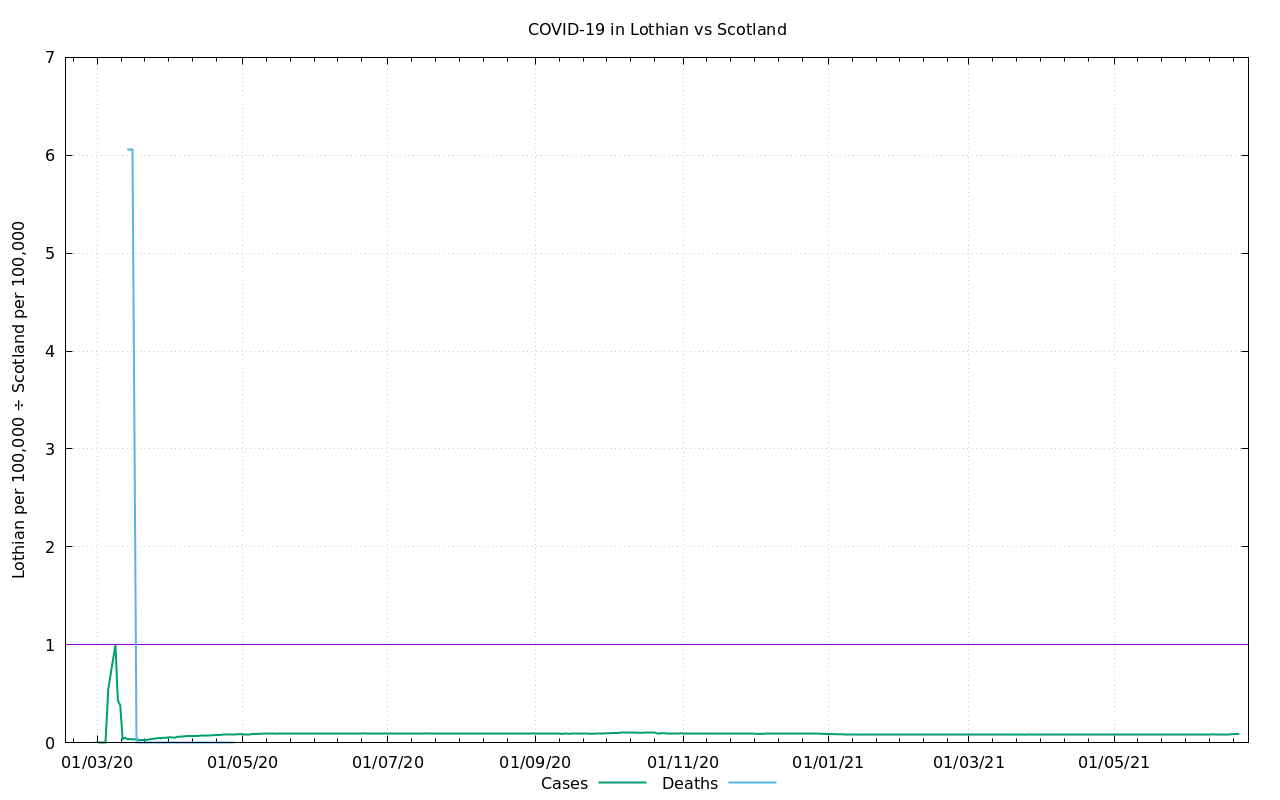 COVID-19 in Lothian vs Scotland
Lothian per 100,000 ÷ Scotland per 100,000
7
6
5
4
3
2
1
0
01/03/20 01/05/20 01/07/20 01/09/20 01/11/20 01/01/21 01/03/21 01/05/21
Cases Deaths